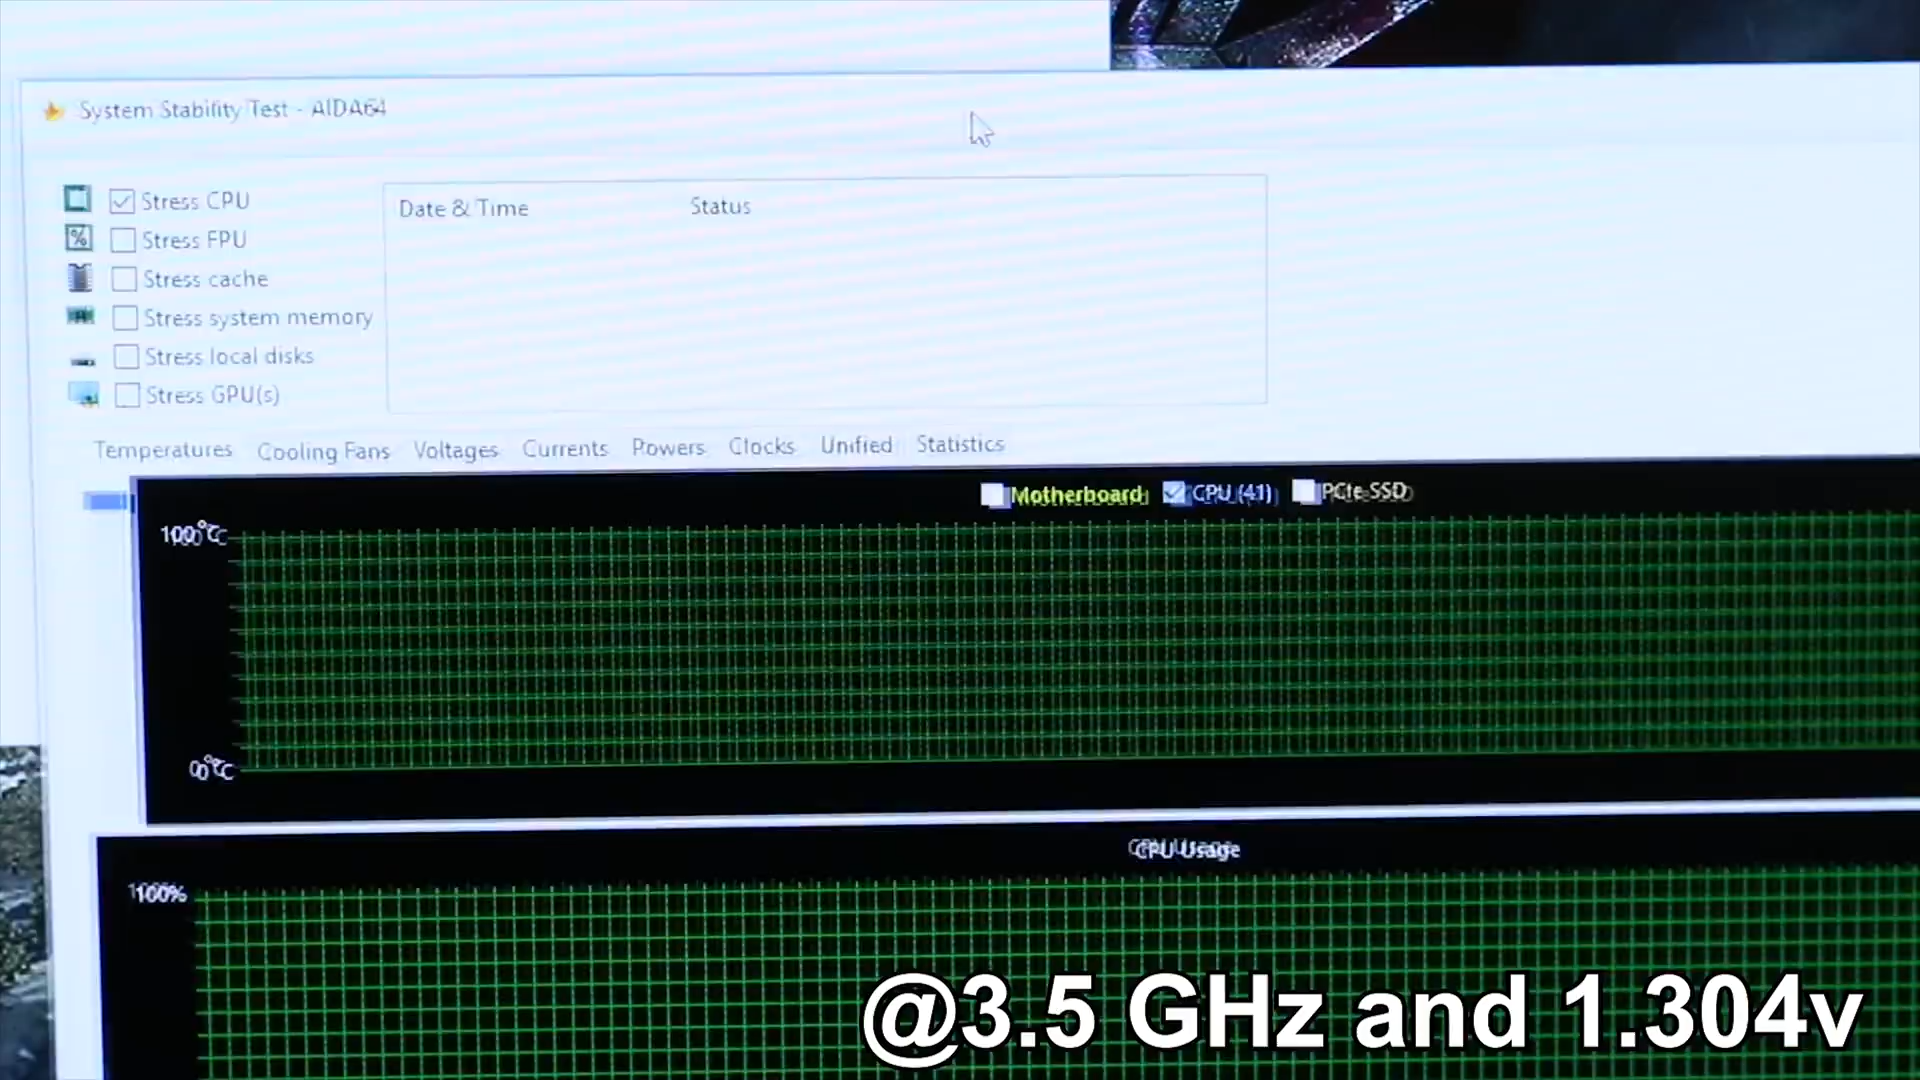 System Stability Test - AIDA64
Stress CPU
Stress FPU
Stress cache
Stress system memory
Stress local disks
Stress GPU(s)
Date & Time Status
Temperatures Cooling Fans Voltages Currents Powers Clocks Unified Statistics
Motherboard CPU (41) PCIe SSD
100°C
0°C
CPU Usage
100%
@3.5 GHz and 1.304v